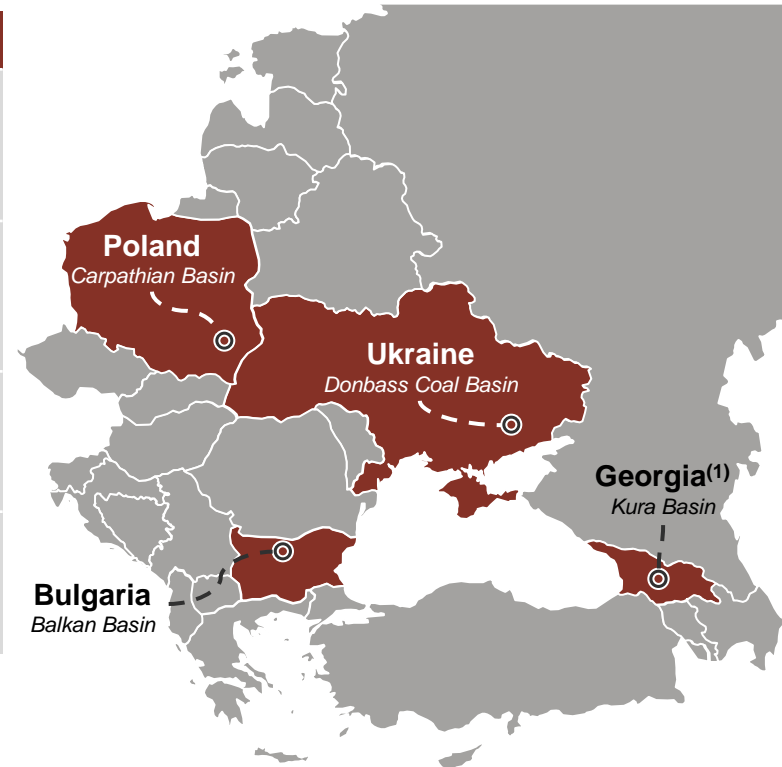 Poland
Carpathian Basin
Ukraine
Donbass Coal Basin
Georgia(1)
Kura Basin
Bulgaria
Balkan Basin